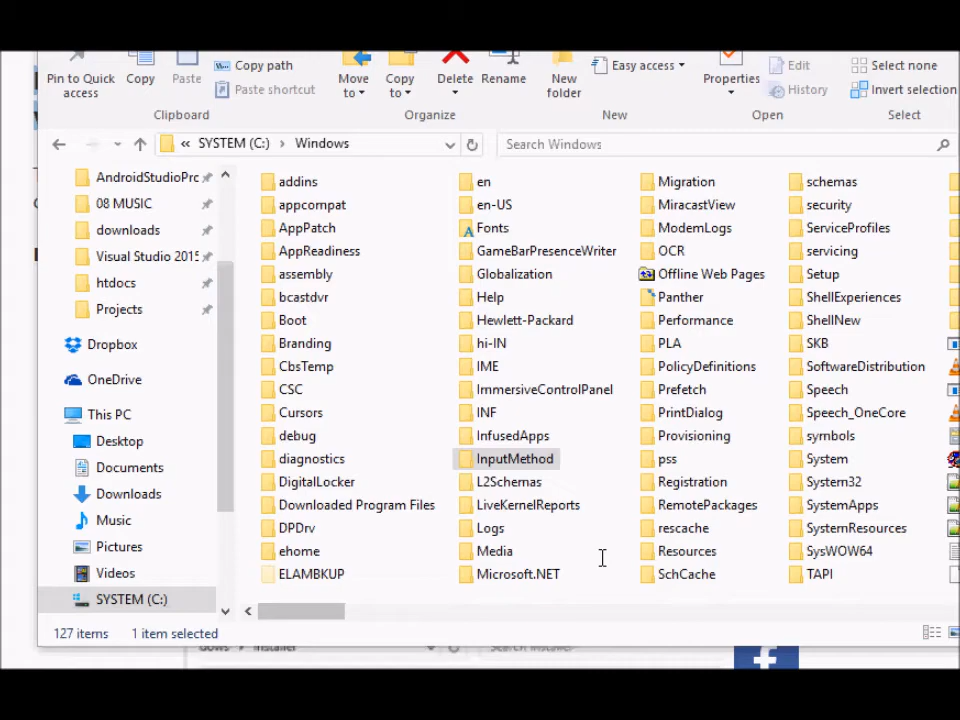 Pin to Quick access
Copy
Paste
Copy path
Paste shortcut
Clipboard
Move to
Copy to
Delete
Rename
Organize
New folder
Easy access
New
Properties
Edit
History
Open
Select none
Invert selection
Select
« SYSTEM (C:) › Windows
Search Windows
AndroidStudioPrc
08 MUSIC
downloads
Visual Studio 2015
htdocs
Projects
Dropbox
OneDrive
This PC
Desktop
Documents
Downloads
Music
Pictures
Videos
SYSTEM (C:)
addins
appcompat
AppPatch
AppReadiness
assembly
bcastdvr
Boot
Branding
CbsTemp
CSC
Cursors
debug
diagnostics
DigitalLocker
Downloaded Program Files
DPDrv
ehome
ELAMBKUP
en
en-US
Fonts
GameBarPresenceWriter
Globalization
Help
Hewlett-Packard
hi-IN
IME
ImmersiveControlPanel
INF
InfusedApps
InputMethod
L2Schemas
LiveKernelReports
Logs
Media
Microsoft.NET
Migration
MiracastView
ModemLogs
OCR
Offline Web Pages
Panther
Performance
PLA
PolicyDefinitions
Prefetch
PrintDialog
Provisioning
pss
Registration
RemotePackages
rescache
Resources
SchCache
schemas
security
ServiceProfiles
servicing
Setup
ShellExperiences
ShellNew
SKB
SoftwareDistribution
Speech
Speech_OneCore
symbols
System
System32
SystemApps
SystemResources
SysWOW64
TAPI
127 items 1 item selected